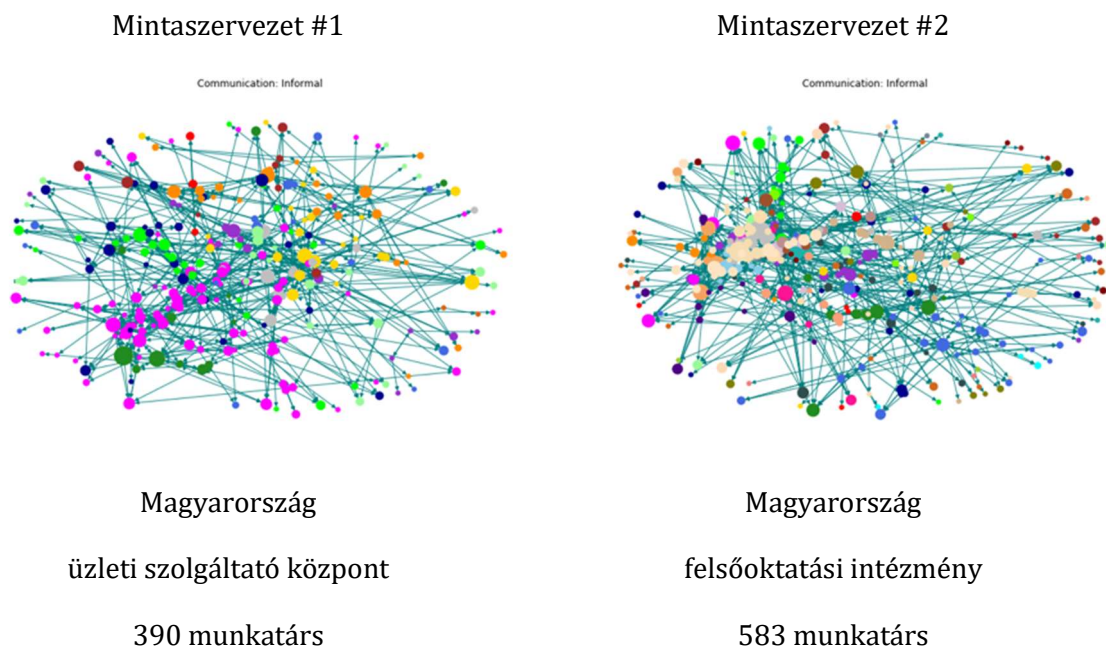 Mintaszervezet #1
Communication: Informal
Magyarország
üzleti szolgáltató központ
390 munkatárs
Mintaszervezet #2
Communication: Informal
Magyarország
felsőoktatási intézmény
583 munkatárs